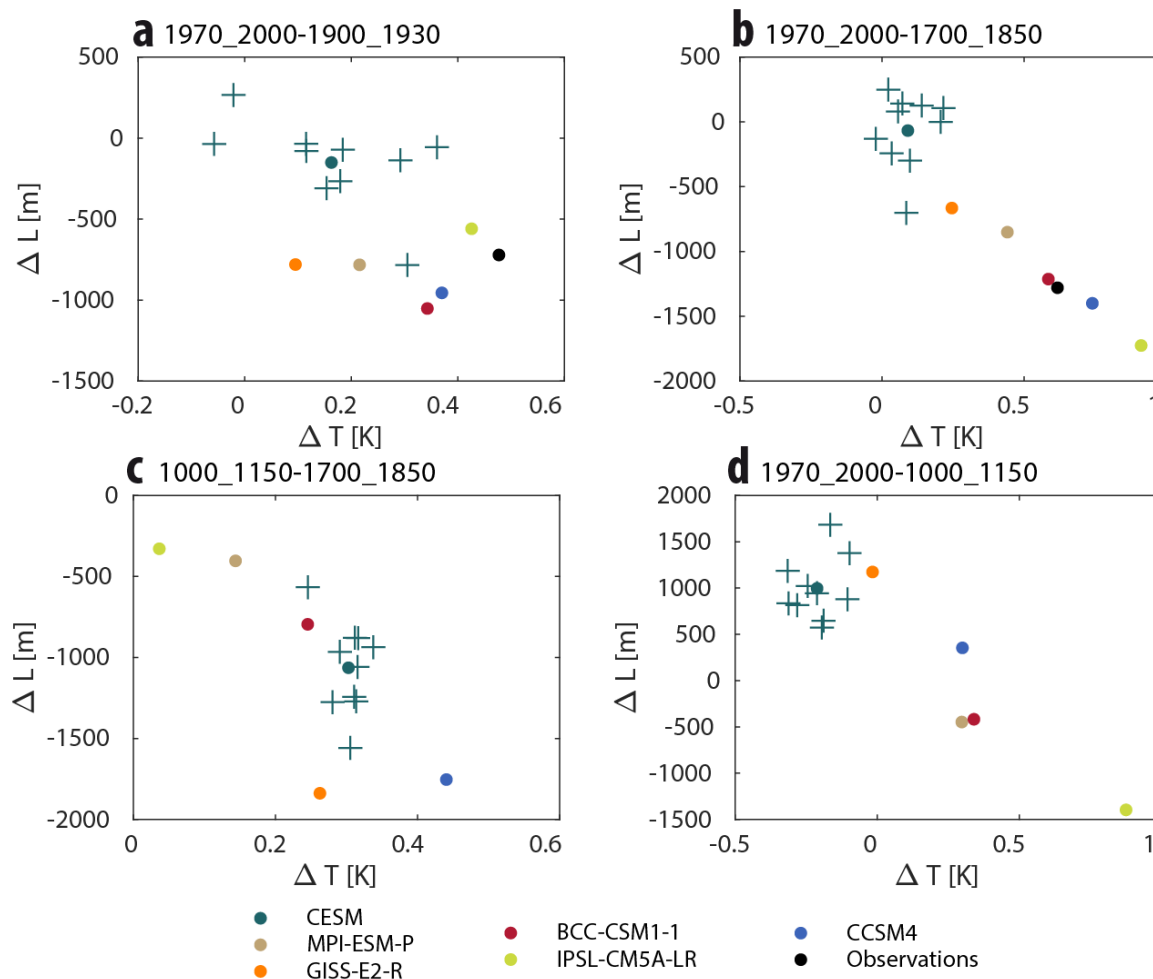 a 1970_2000-1900_1930
500
0
-500
-1000
-1500
Δ L [m]
-0.2 0 0.2 0.4 0.6
Δ T [K]
b 1970_2000-1700_1850
500
0
-500
-1000
-1500
-2000
Δ L [m]
-0.5 0 0.5 1
Δ T [K]
c 1000_1150-1700_1850
0
-500
-1000
-1500
-2000
Δ L [m]
0 0.2 0.4 0.6
Δ T [K]
d 1970_2000-1000_1150
2000
1500
1000
500
0
-500
-1000
-1500
Δ L [m]
-0.5 0 0.5 1
Δ T [K]
CESM
MPI-ESM-P
GISS-E2-R
BCC-CSM1-1
IPSL-CM5A-LR
CCSM4
Observations